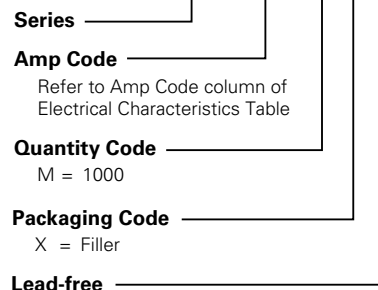 Series
Amp Code
Refer to Amp Code column of
Electrical Characteristics Table
Quantity Code
M = 1000
Packaging Code
X = Filler
Lead-free